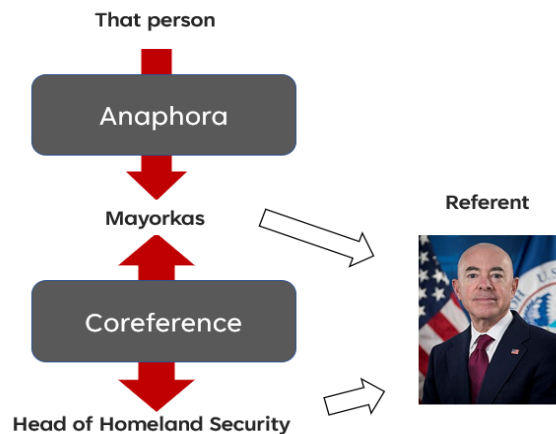 That person
Anaphora
Mayorkas
Referent
Coreference
Head of Homeland Security